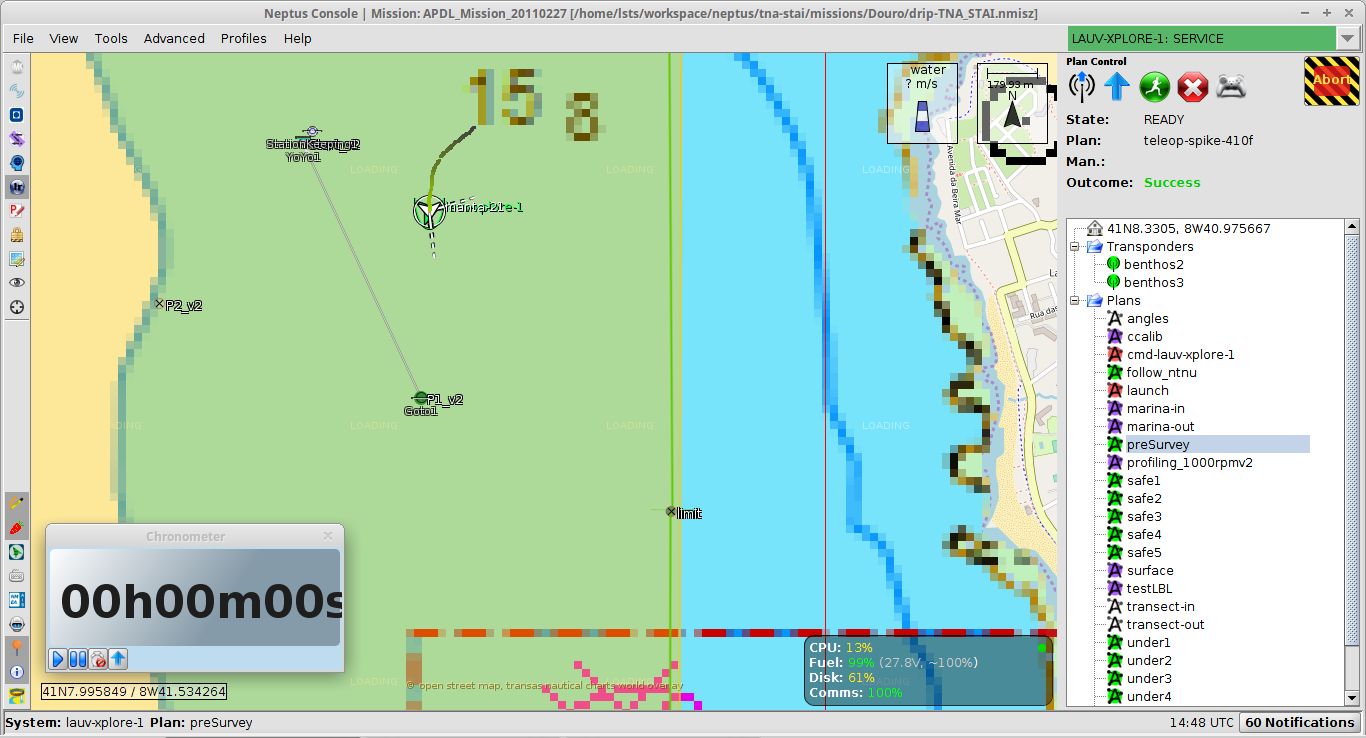 Neptus Console | Mission: APDL_Mission_20110227 [/home/lsts/workspace/neptus/tna-stai/missions/Douro/drip-TNA_STAI.nmisz]
File View Tools Advanced Profiles Help
LAUV-XPLORE-1: SERVICE
Plan Control
Abort
State: READY
Plan: teleop-spike-410f
Man.:
Outcome: Success
41N8.3305, 8W40.975667
Transponders
benthos2
benthos3
Plans
angles
ccalib
cmd-lauv-xplore-1
follow_ntnu
launch
marina-in
marina-out
preSurvey
profiling_1000rpmv2
safe1
safe2
safe3
safe4
safe5
surface
testLBL
transect-in
transect-out
under1
under2
under3
under4
15 8
water
? m/s
179.93 m
N
Avenida da Beira Mar
Rua das
YoYo1
LOADING
LOADING
LOADING
P2_v2
P1_v2
Goto1
LOADING
LOADING
LOADING
LOADING
limit
Chronometer
00h00m00s
LOADING
LOADING
CPU: 13%
Fuel: 99% (27.8V, ~100%)
Disk: 61%
Comms: 100%
© open street map, transas nautical charts world overlay
41N7.995849 / 8W41.534264
System: lauv-xplore-1 Plan: preSurvey
14:48 UTC
60 Notifications